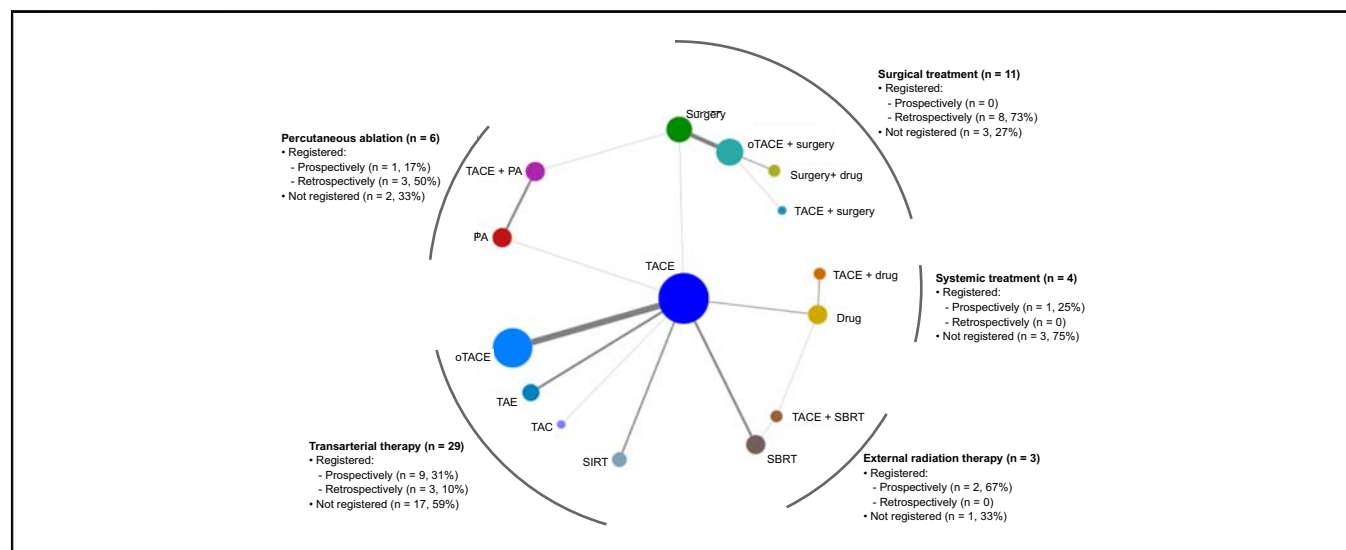 Surgical treatment (n = 11)
• Registered:
- Prospectively (n = 0)
- Retrospectively (n = 8, 73%)
• Not registered (n = 3, 27%)
Percutaneous ablation (n = 6)
• Registered:
- Prospectively (n = 1, 17%)
- Retrospectively (n = 3, 50%)
• Not registered (n = 2, 33%)
Surgery
oTACE + surgery
Surgery+ drug
TACE + surgery
TACE + PA
PA
TACE
TACE + drug
Drug
Systemic treatment (n = 4)
• Registered:
- Prospectively (n = 1, 25%)
- Retrospectively (n = 0)
• Not registered (n = 3, 75%)
oTACE
TAE
TAC
SIRT
SBRT
TACE + SBRT
Transarterial therapy (n = 29)
• Registered:
- Prospectively (n = 9, 31%)
- Retrospectively (n = 3, 10%)
• Not registered (n = 17, 59%)
External radiation therapy (n = 3)
• Registered:
- Prospectively (n = 2, 67%)
- Retrospectively (n = 0)
• Not registered (n = 1, 33%)